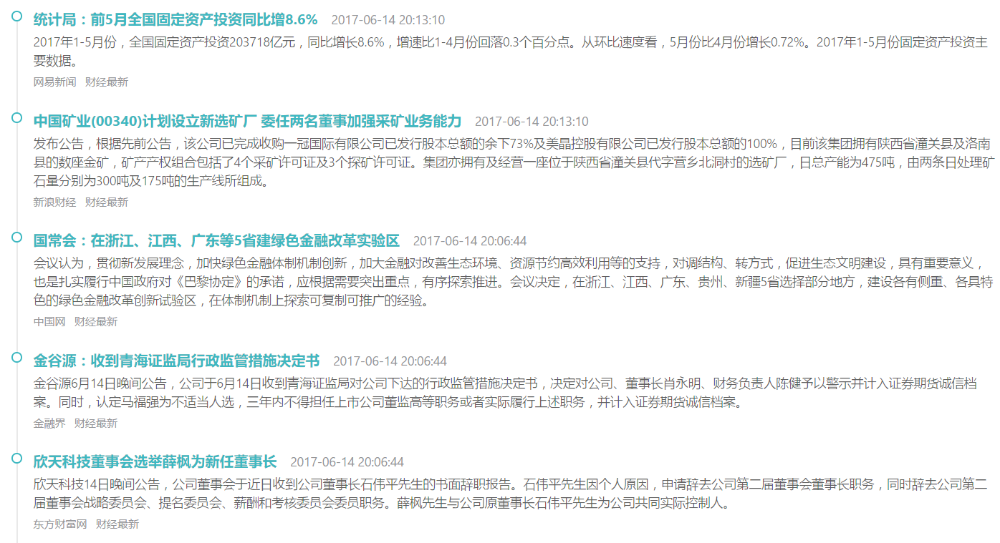 统计局：前5月全国固定资产投资同比增8.6% 2017-06-14 20:13:10
2017年1-5月份，全国固定资产投资203718亿元，同比增长8.6%，增速比1-4月份回落0.3个百分点。从环比速度看，5月份比4月份增长0.72%。2017年1-5月份固定资产投资主
要数据。
网易新闻 财经最新
中国矿业(00340)计划设立新选矿厂 委任两名董事加强采矿业务能力 2017-06-14 20:13:10
发布公告，根据先前公告，该公司已完成收购一冠国际有限公司已发行股本总额的余下73%及美晶控股有限公司已发行股本总额的100%，目前该集团拥有陕西省潼关县及洛南
县的数座金矿，矿产产权组合包括了4个采矿许可证及3个探矿许可证。集团亦拥有及经营一座位于陕西省潼关县代字营乡北洞村的选矿厂，日总产能为475吨，由两条日处理矿
石量分别为300吨及175吨的生产线所组成。
新浪财经 财经最新
国常会：在浙江、江西、广东等5省建绿色金融改革实验区 2017-06-14 20:06:44
会议认为，贯彻新发展理念，加快绿色金融体制机制创新，加大金融对改善生态环境、资源节约高效利用等的支持，对调结构、转方式，促进生态文明建设，具有重要意义，
也是扎实履行中国政府对《巴黎协定》的承诺，应根据需要突出重点，有序探索推进。会议决定，在浙江、江西、广东、贵州、新疆5省选择部分地方，建设各有侧重、各具特
色的绿色金融改革创新试验区，在体制机制上探索可复制可推广的经验。
中国网 财经最新
金谷源：收到青海证监局行政监管措施决定书 2017-06-14 20:06:44
金谷源6月14日晚间公告，公司于6月14日收到青海证监局对公司下达的行政监管措施决定书，决定对公司、董事长肖永明、财务负责人陈健予以警示并计入证券期货诚信档
案。同时，认定马福强为不适当人选，三年内不得担任上市公司董监高等职务或者实际履行上述职务，并计入证券期货诚信档案。
金融界 财经最新
欣天科技董事会选举薛枫为新任董事长 2017-06-14 20:06:44
欣天科技14日晚间公告，公司董事会于近日收到公司董事长石伟平先生的书面辞职报告。石伟平先生因个人原因，申请辞去公司第二届董事会董事长职务，同时辞去公司第二
届董事会战略委员会、提名委员会、薪酬和考核委员会委员职务。薛枫先生与公司原董事长石伟平先生为公司共同实际控制人。
东方财富网 财经最新